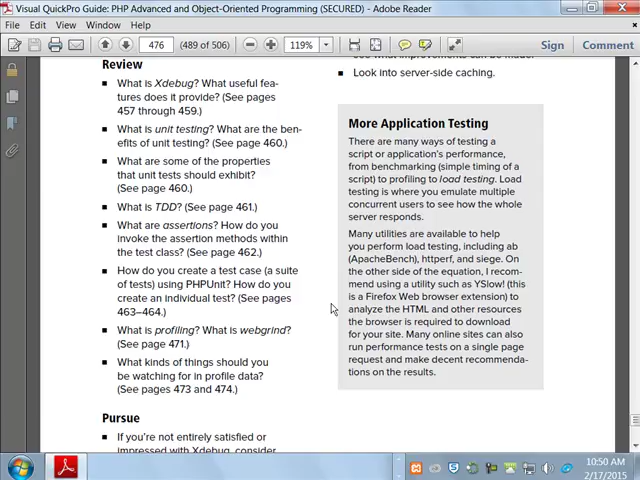 Visual QuickPro Guide: PHP Advanced and Object-Oriented Programming (SECURED) - Adobe Reader
File Edit View Window Help
476 (489 of 506) 119% Sign Comment
Review
What is Xdebug? What useful fea-
tures does it provide? (See pages
457 through 459.)
What is unit testing? What are the ben-
efits of unit testing? (See page 460.)
What are some of the properties
that unit tests should exhibit?
(See page 460.)
What is TDD? (See page 461.)
What are assertions? How do you
invoke the assertion methods within
the test class? (See page 462.)
How do you create a test case (a suite
of tests) using PHPUnit? How do you
create an individual test? (See pages
463–464.)
What is profiling? What is webgrind?
(See page 471.)
What kinds of things should you
be watching for in profile data?
(See pages 473 and 474.)
Pursue
If you're not entirely satisfied or
impressed with Xdebug, consider
see what improvements can be made.
Look into server-side caching.
More Application Testing
There are many ways of testing a
script or application's performance,
from benchmarking (simple timing of a
script) to profiling to load testing. Load
testing is where you emulate multiple
concurrent users to see how the whole
server responds.
Many utilities are available to help
you perform load testing, including ab
(ApacheBench), httperf, and siege. On
the other side of the equation, I recom-
mend using a utility such as YSlow! (this
is a Firefox Web browser extension) to
analyze the HTML and other resources
the browser is required to download
for your site. Many online sites can also
run performance tests on a single page
request and make decent recommenda-
tions on the results.
10:50 AM
2/17/2015